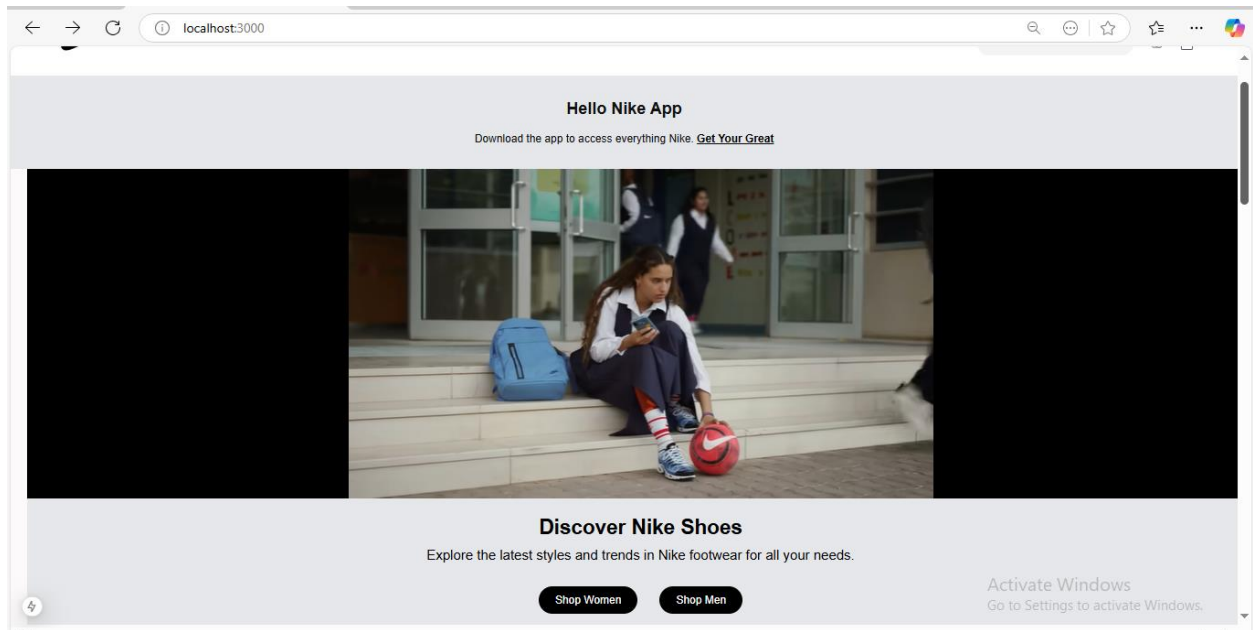 localhost:3000
Hello Nike App
Download the app to access everything Nike. Get Your Great
Discover Nike Shoes
Explore the latest styles and trends in Nike footwear for all your needs.
Shop Women
Shop Men
Activate Windows
Go to Settings to activate Windows.